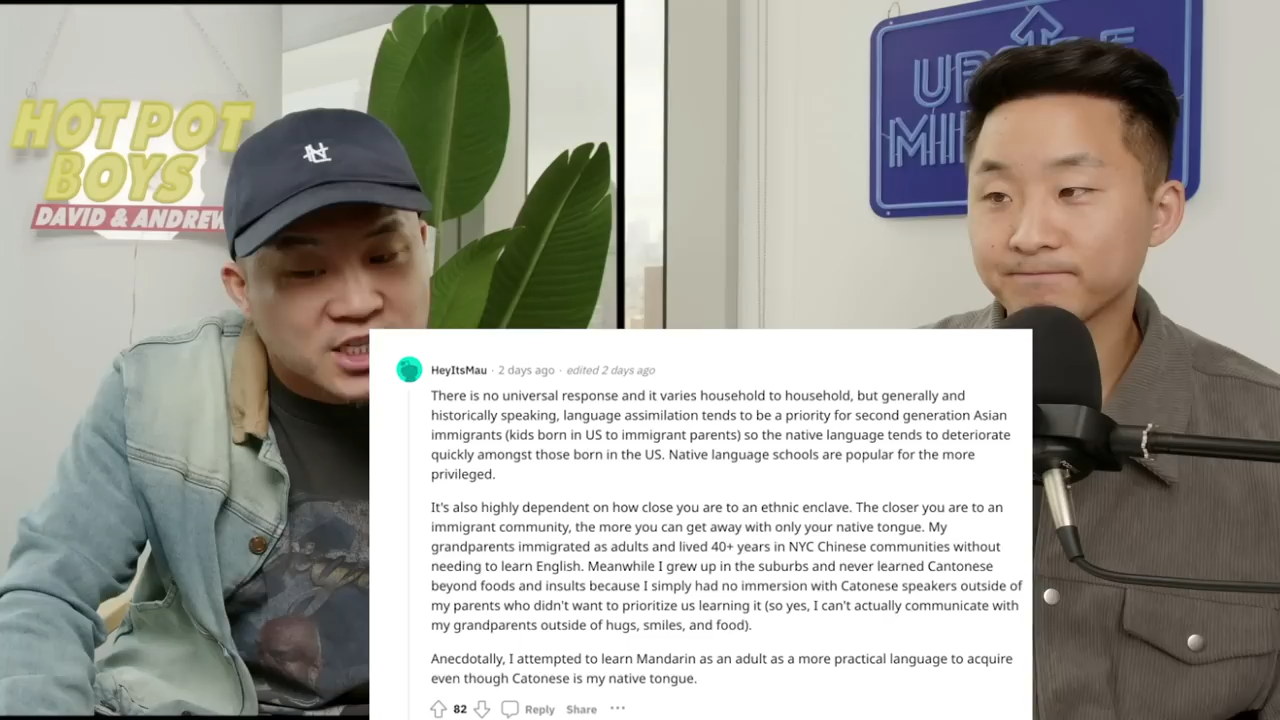 HOT POT
BOYS
DAVID & ANDREW
HeyItsMau · 2 days ago · edited 2 days ago
There is no universal response and it varies household to household, but generally and
historically speaking, language assimilation tends to be a priority for second generation Asian
immigrants (kids born in US to immigrant parents) so the native language tends to deteriorate
quickly amongst those born in the US. Native language schools are popular for the more
privileged.
It's also highly dependent on how close you are to an ethnic enclave. The closer you are to an
immigrant community, the more you can get away with only your native tongue. My
grandparents immigrated as adults and lived 40+ years in NYC Chinese communities without
needing to learn English. Meanwhile I grew up in the suburbs and never learned Cantonese
beyond foods and insults because I simply had no immersion with Catonese speakers outside of
my parents who didn't want to prioritize us learning it (so yes, I can't actually communicate with
my grandparents outside of hugs, smiles, and food).
Anecdotally, I attempted to learn Mandarin as an adult as a more practical language to acquire
even though Catonese is my native tongue.
82 Reply Share ···